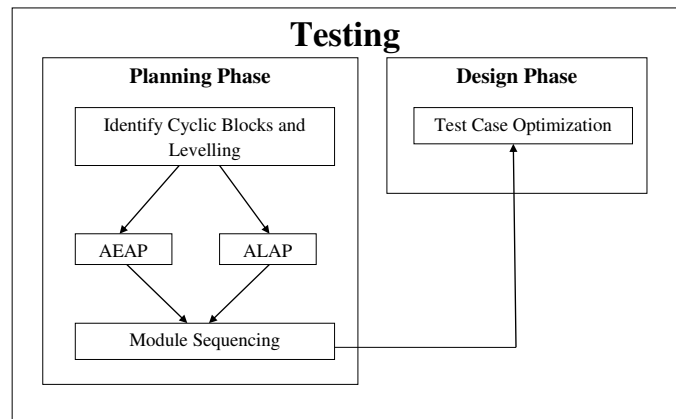 Testing
Planning Phase
Identify Cyclic Blocks and
Levelling
AEAP
ALAP
Module Sequencing
Design Phase
Test Case Optimization